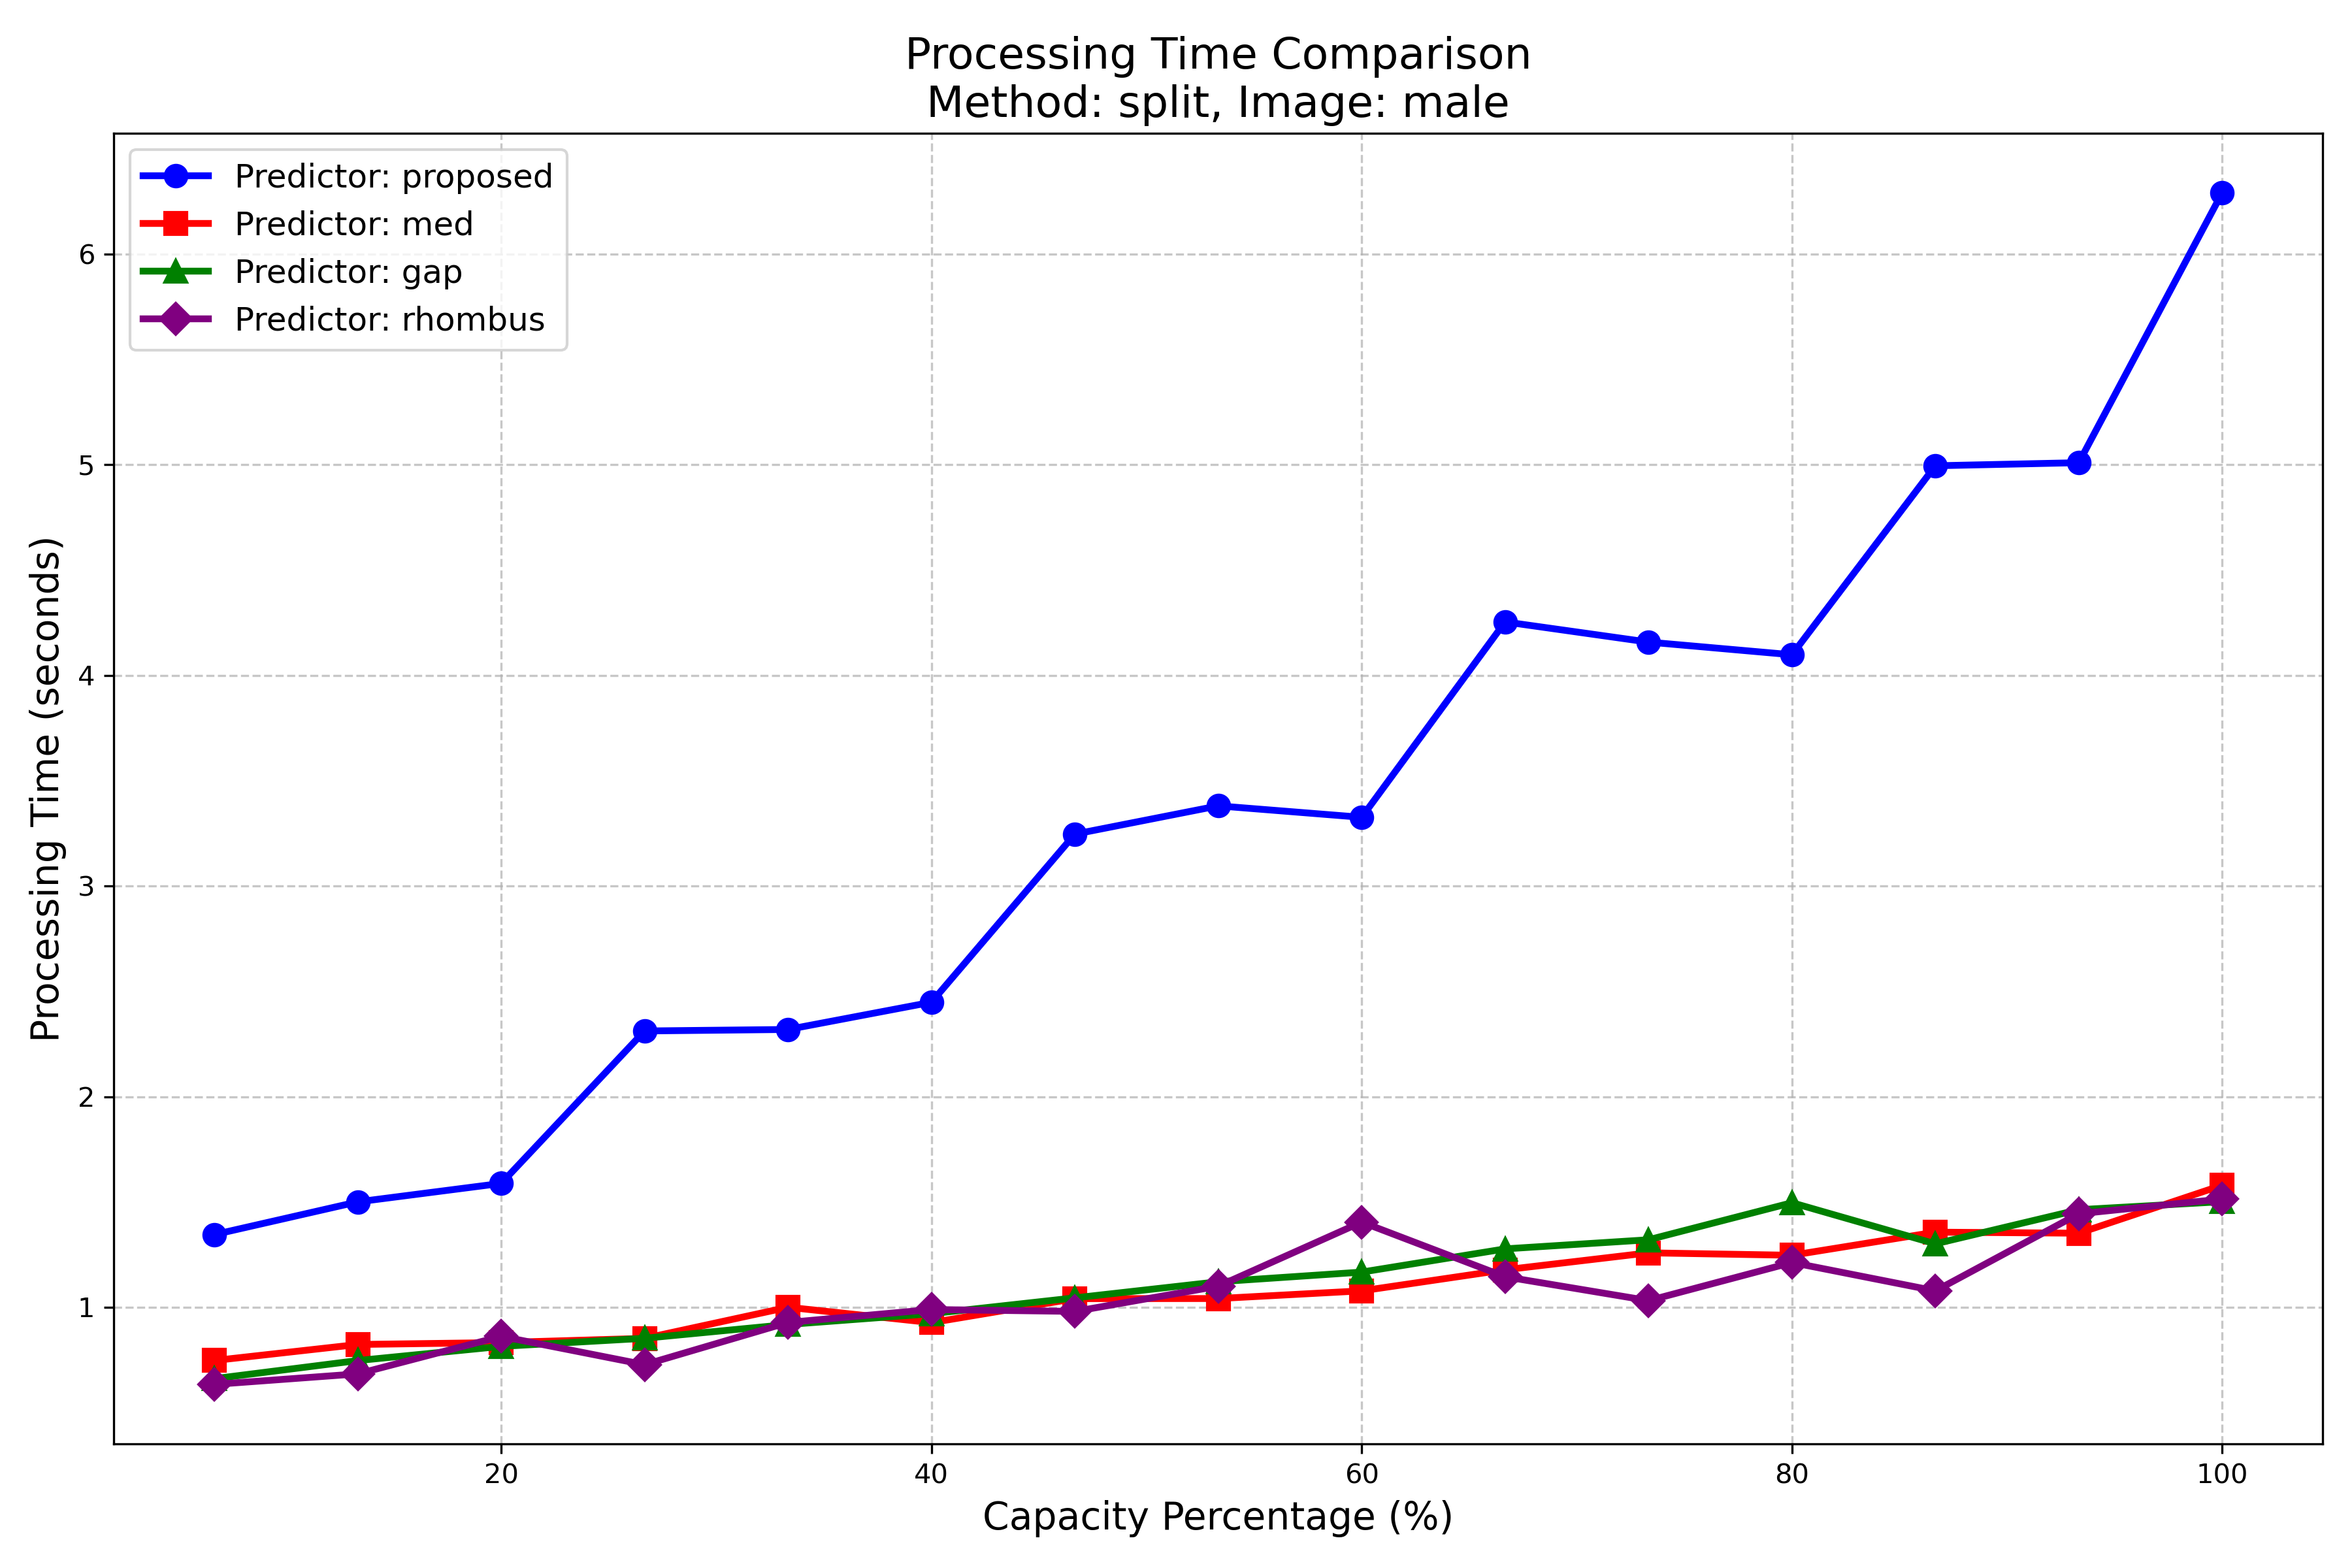 Processing Time Comparison
Method: split, Image: male
Predictor: proposed
Predictor: med
Predictor: gap
Predictor: rhombus
Processing Time (seconds)
6
5
4
3
2
1
20
40
60
80
100
Capacity Percentage (%)